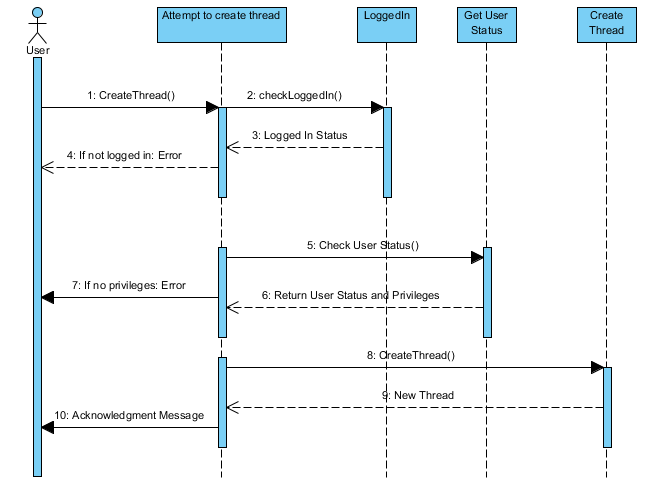 Attempt to create thread
LoggedIn
Get User
Status
Create
Thread
User
1: CreateThread()
2: checkLoggedIn()
3: Logged In Status
4: If not logged in: Error
5: Check User Status()
7: If no privileges: Error
6: Return User Status and Privileges
8: CreateThread()
9: New Thread
10: Acknowledgment Message